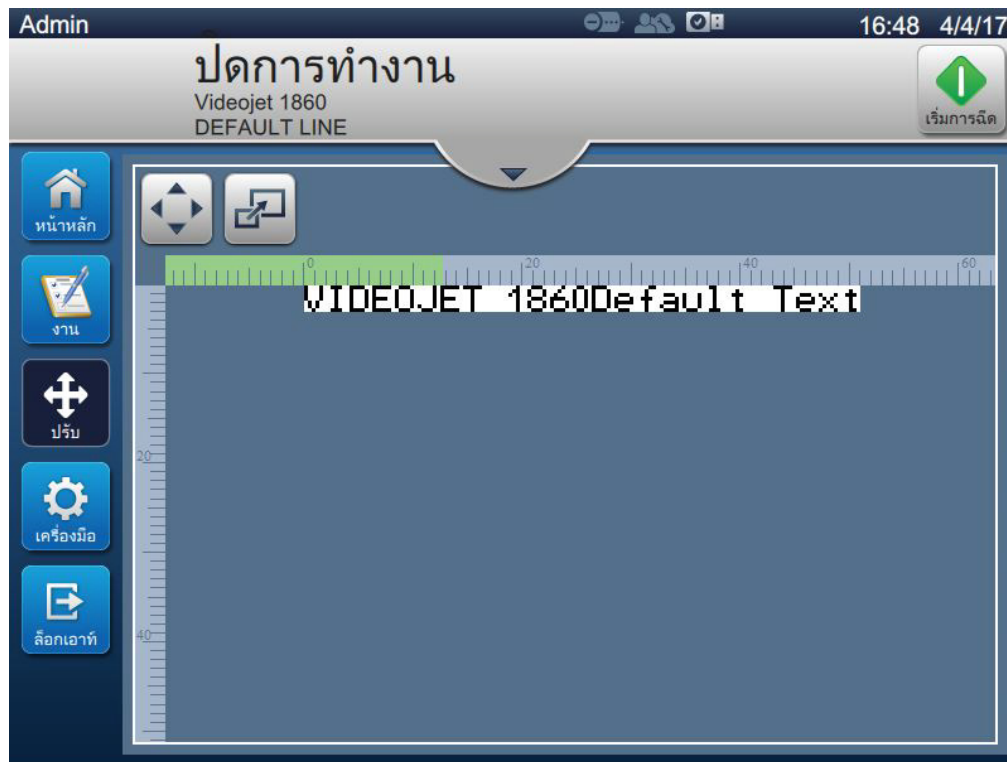 Admin 16:48 4/4/17
ปิดการทำงาน
Videojet 1860
DEFAULT LINE
เริ่มการฉีด
หน้าหลัก
งาน
ปรับ
เครื่องมือ
ล็อกเอาท์
0 20 40 60
VIDEOJET 1860Default Text
20
40